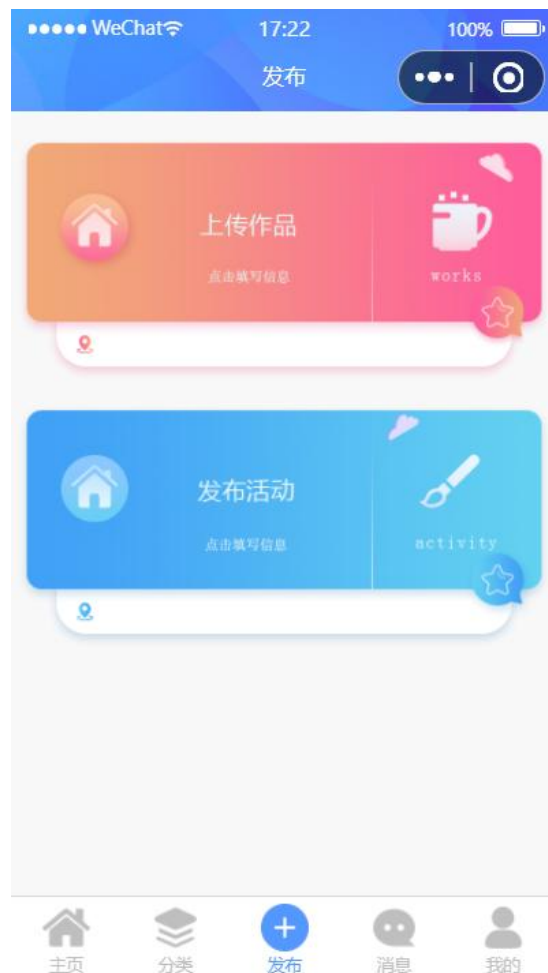 WeChat 17:22 100%
发布
上传作品
点击填写信息
works
发布活动
点击填写信息
activity
主页 分类 发布 消息 我的